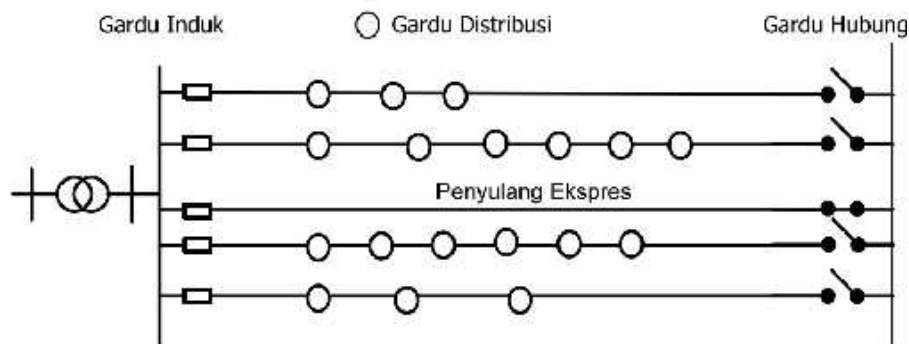 Gardu Induk
Gardu Distribusi
Gardu Hubung
Penyulang Ekspres